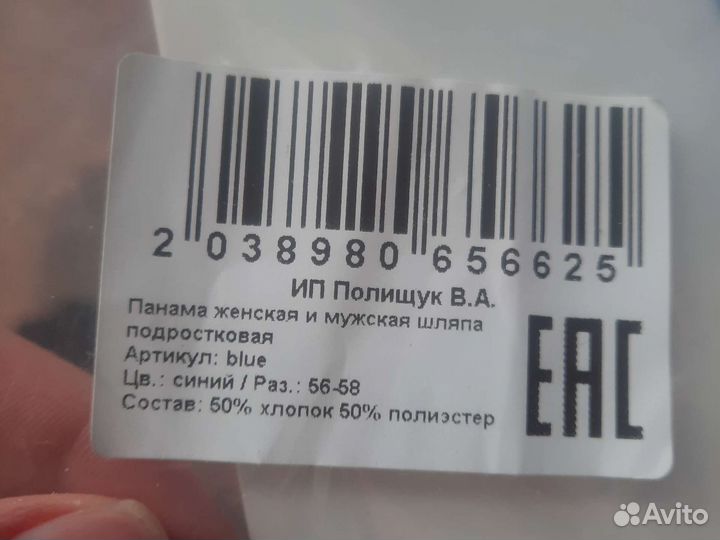 2 038980 656625
ИП Полищук В.А.
Панама женская и мужская шляпа
подростковая
Артикул: blue
Цв.: синий / Раз.: 56-58
Состав: 50% хлопок 50% полиэстер
EAC
Avito